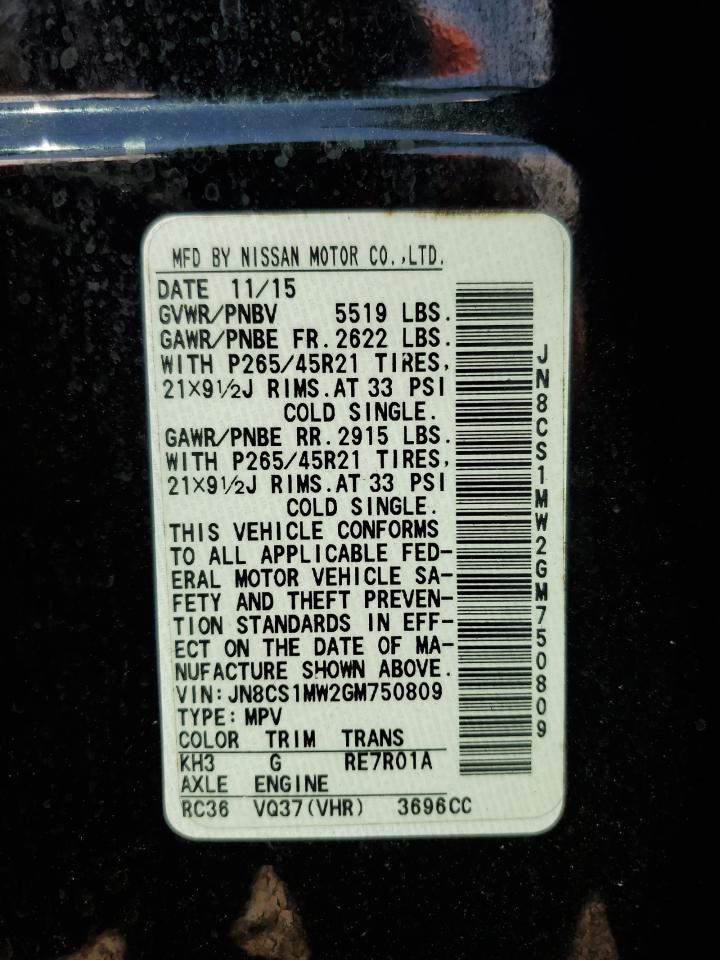 MFD BY NISSAN MOTOR CO.,LTD.
DATE 11/15
GVWR/PNBV 5519 LBS.
GAWR/PNBE FR.2622 LBS.
WITH P265/45R21 TIRES,
21×9½J RIMS.AT 33 PSI
COLD SINGLE.
GAWR/PNBE RR.2915 LBS.
WITH P265/45R21 TIRES,
21×9½J RIMS.AT 33 PSI
COLD SINGLE.
THIS VEHICLE CONFORMS
TO ALL APPLICABLE FED-
ERAL MOTOR VEHICLE SA-
FETY AND THEFT PREVEN-
TION STANDARDS IN EFF-
ECT ON THE DATE OF MA-
NUFACTURE SHOWN ABOVE.
VIN:JN8CS1MW2GM750809
TYPE:MPV
COLOR TRIM TRANS
KH3 G RE7R01A
AXLE ENGINE
RC36 VQ37(VHR) 3696CC
JN8CS1MW2GM750809